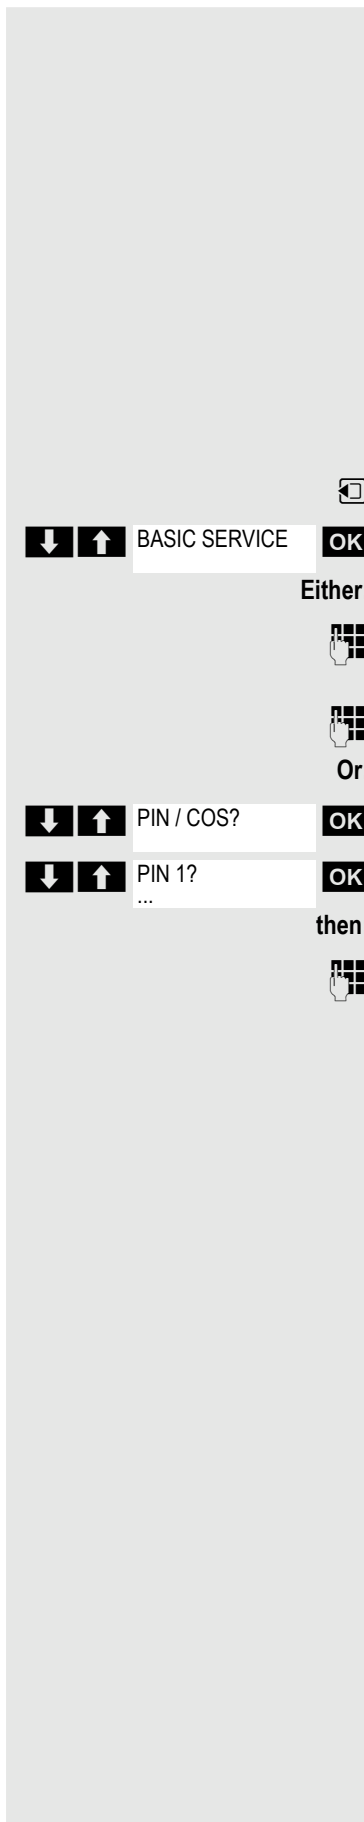 BASIC SERVICE OK
Either
Or
PIN / COS? OK
PIN 1? OK
...
then